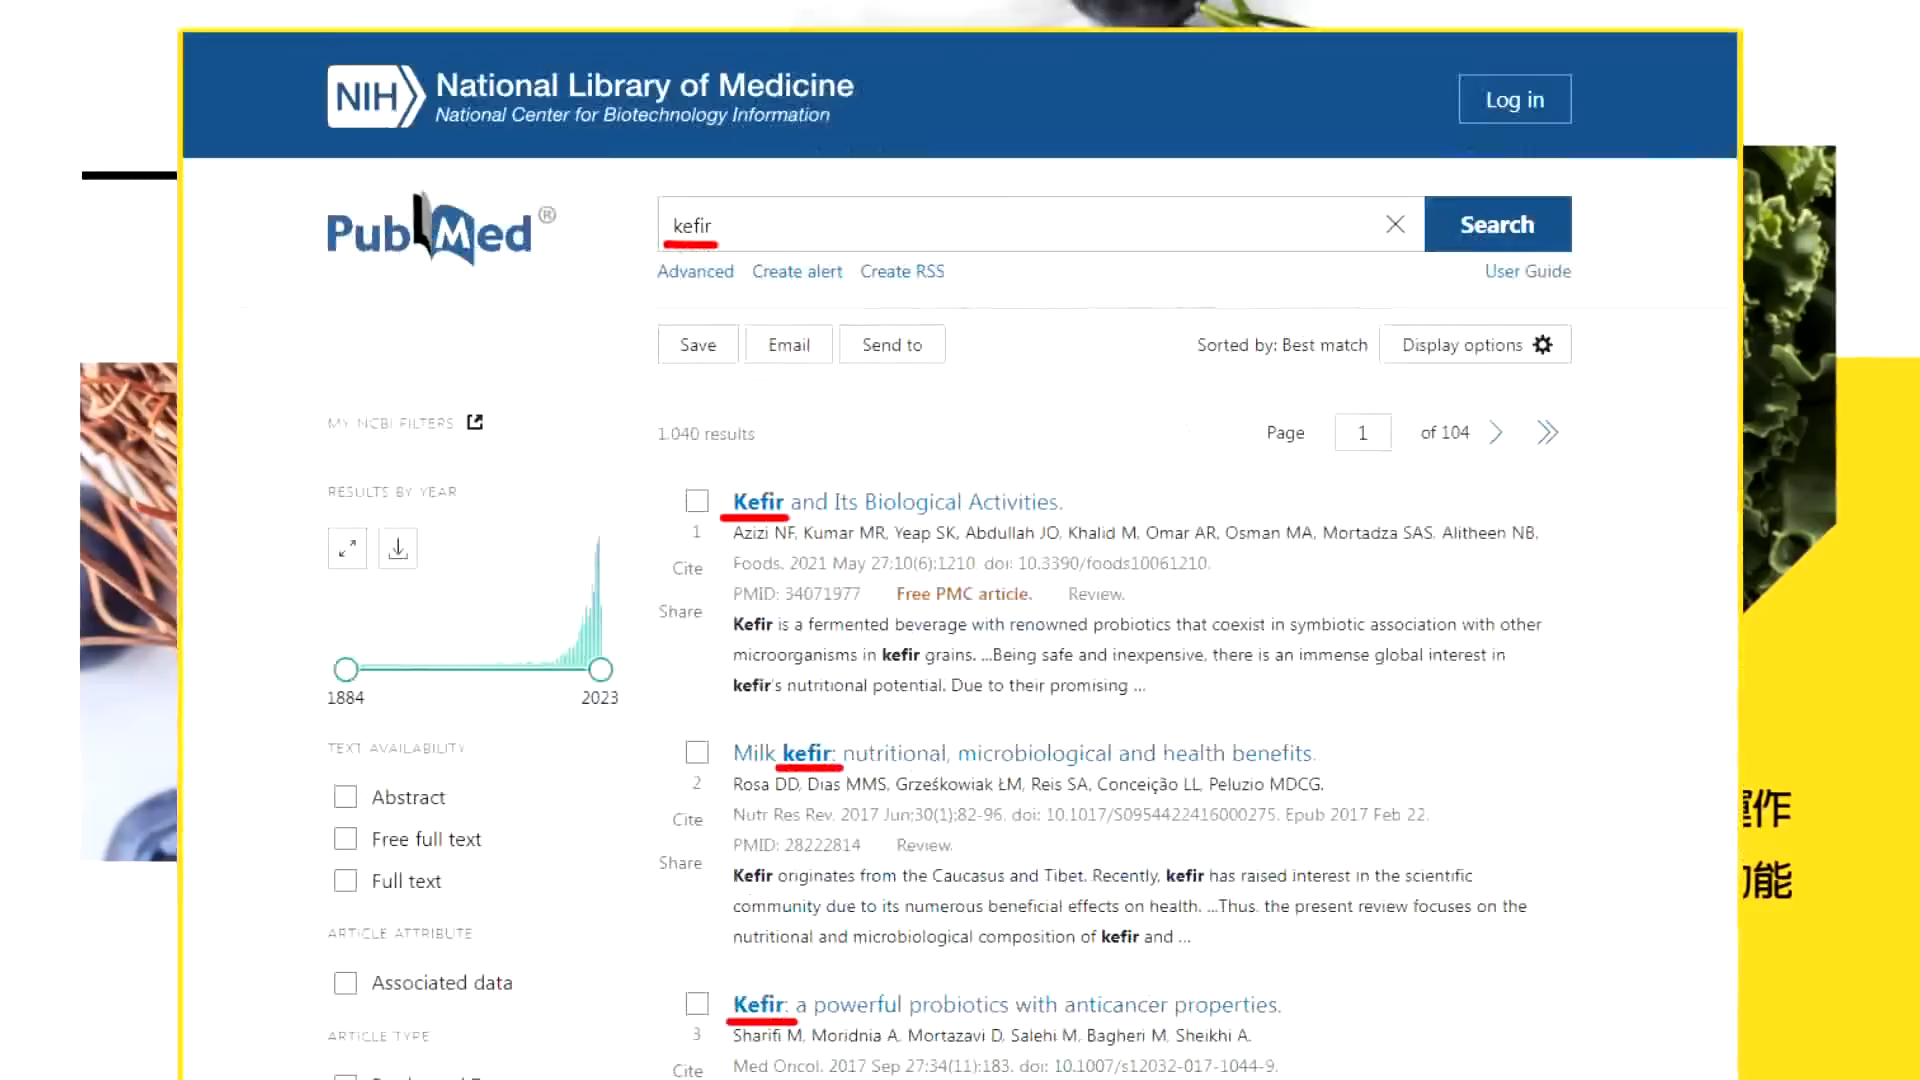 NIH National Library of Medicine
National Center for Biotechnology Information
Log in
PubMed®
kefir
Search
Advanced Create alert Create RSS
User Guide
Save Email Send to
Sorted by: Best match
Display options
MY NCBI FILTERS
1,040 results
Page 1 of 104
RESULTS BY YEAR
1884 2023
TEXT AVAILABILITY
Abstract
Free full text
Full text
ARTICLE ATTRIBUTE
Associated data
ARTICLE TYPE
Kefir and Its Biological Activities.
1
Azizi NF, Kumar MR, Yeap SK, Abdullah JO, Khalid M, Omar AR, Osman MA, Mortadza SAS, Alitheen NB.
Cite
Foods. 2021 May 27;10(6):1210. doi: 10.3390/foods10061210.
PMID: 34071977 Free PMC article. Review.
Share
Kefir is a fermented beverage with renowned probiotics that coexist in symbiotic association with other
microorganisms in kefir grains. ...Being safe and inexpensive, there is an immense global interest in
kefir's nutritional potential. Due to their promising ...
Milk kefir: nutritional, microbiological and health benefits.
2
Rosa DD, Dias MMS, Grześkowiak ŁM, Reis SA, Conceição LL, Peluzio MDCG.
Cite
Nutr Res Rev. 2017 Jun;30(1):82-96. doi: 10.1017/S0954422416000275. Epub 2017 Feb 22.
PMID: 28222814 Review.
Share
Kefir originates from the Caucasus and Tibet. Recently, kefir has raised interest in the scientific
community due to its numerous beneficial effects on health. ...Thus, the present review focuses on the
nutritional and microbiological composition of kefir and ...
Kefir: a powerful probiotics with anticancer properties.
3
Sharifi M, Moridnia A, Mortazavi D, Salehi M, Bagheri M, Sheikhi A.
Cite
Med Oncol. 2017 Sep 27;34(11):183. doi: 10.1007/s12032-017-1044-9.
作
能